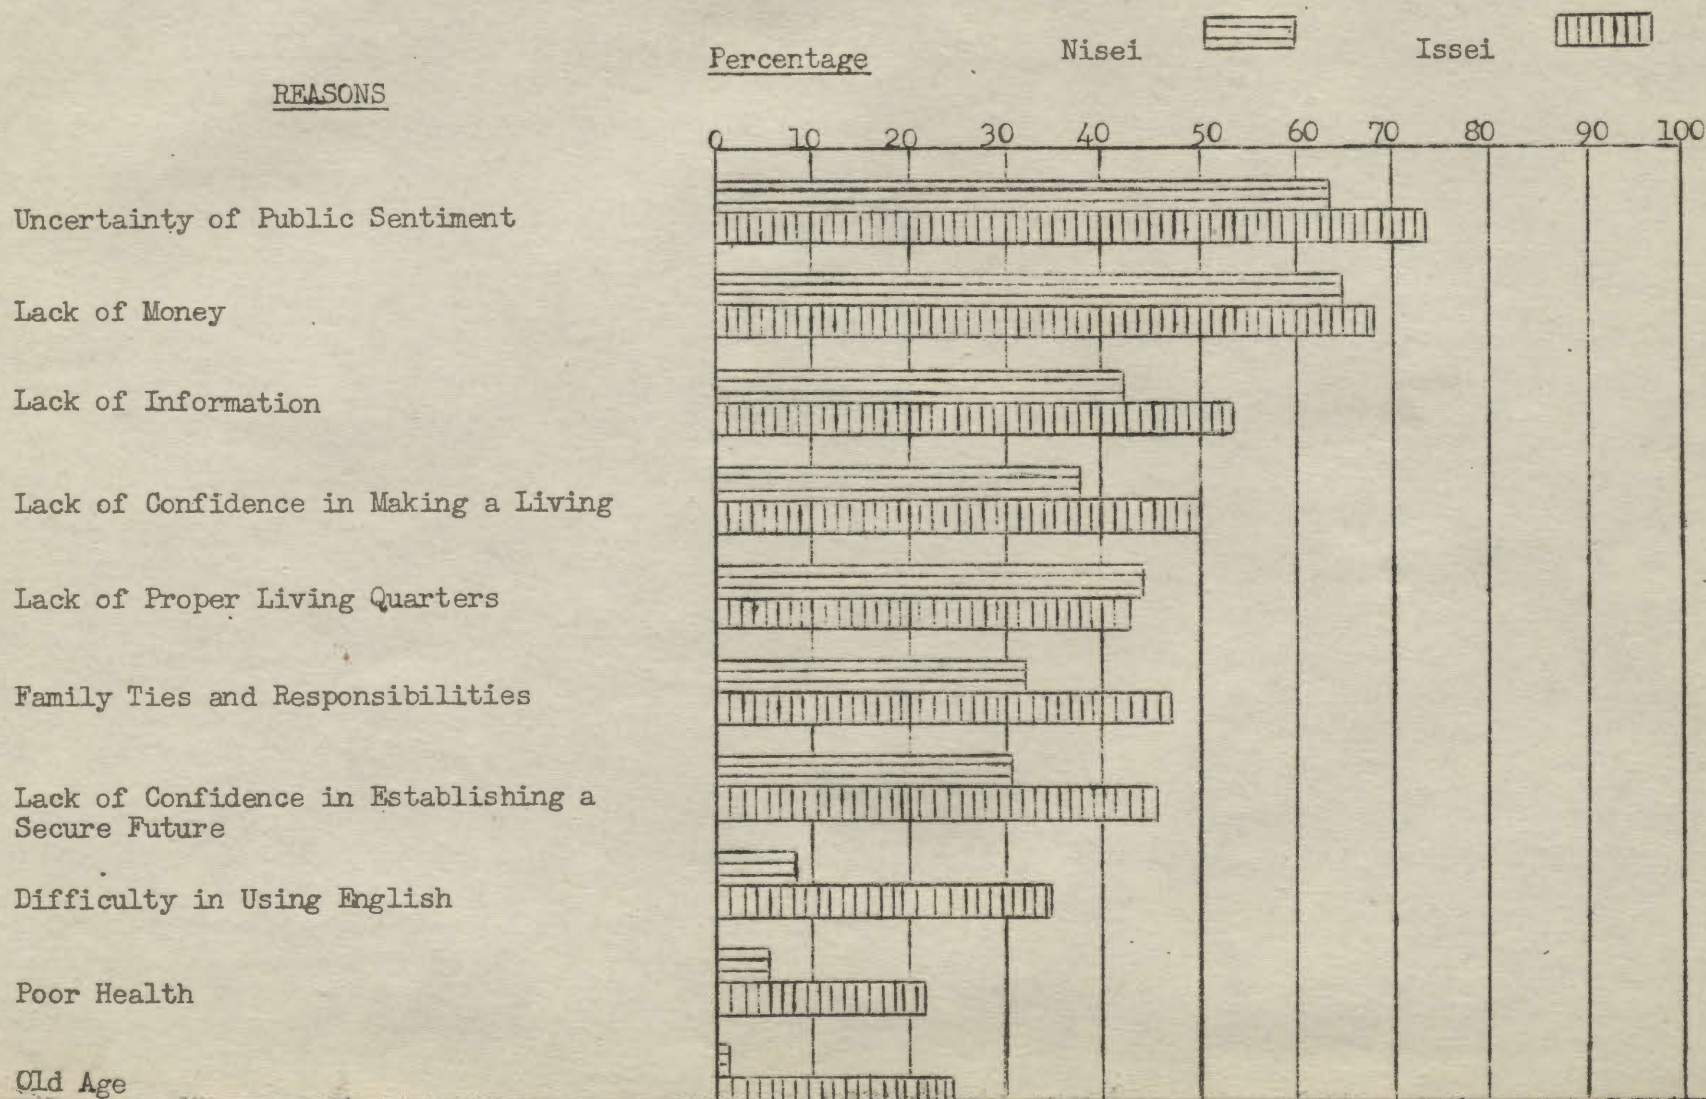 Percentage Nisei Issei
REASONS
0 10 20 30 40 50 60 70 80 90 100
Uncertainty of Public Sentiment
Lack of Money
Lack of Information
Lack of Confidence in Making a Living
Lack of Proper Living Quarters
Family Ties and Responsibilities
Lack of Confidence in Establishing a
Secure Future
Difficulty in Using English
Poor Health
Old Age